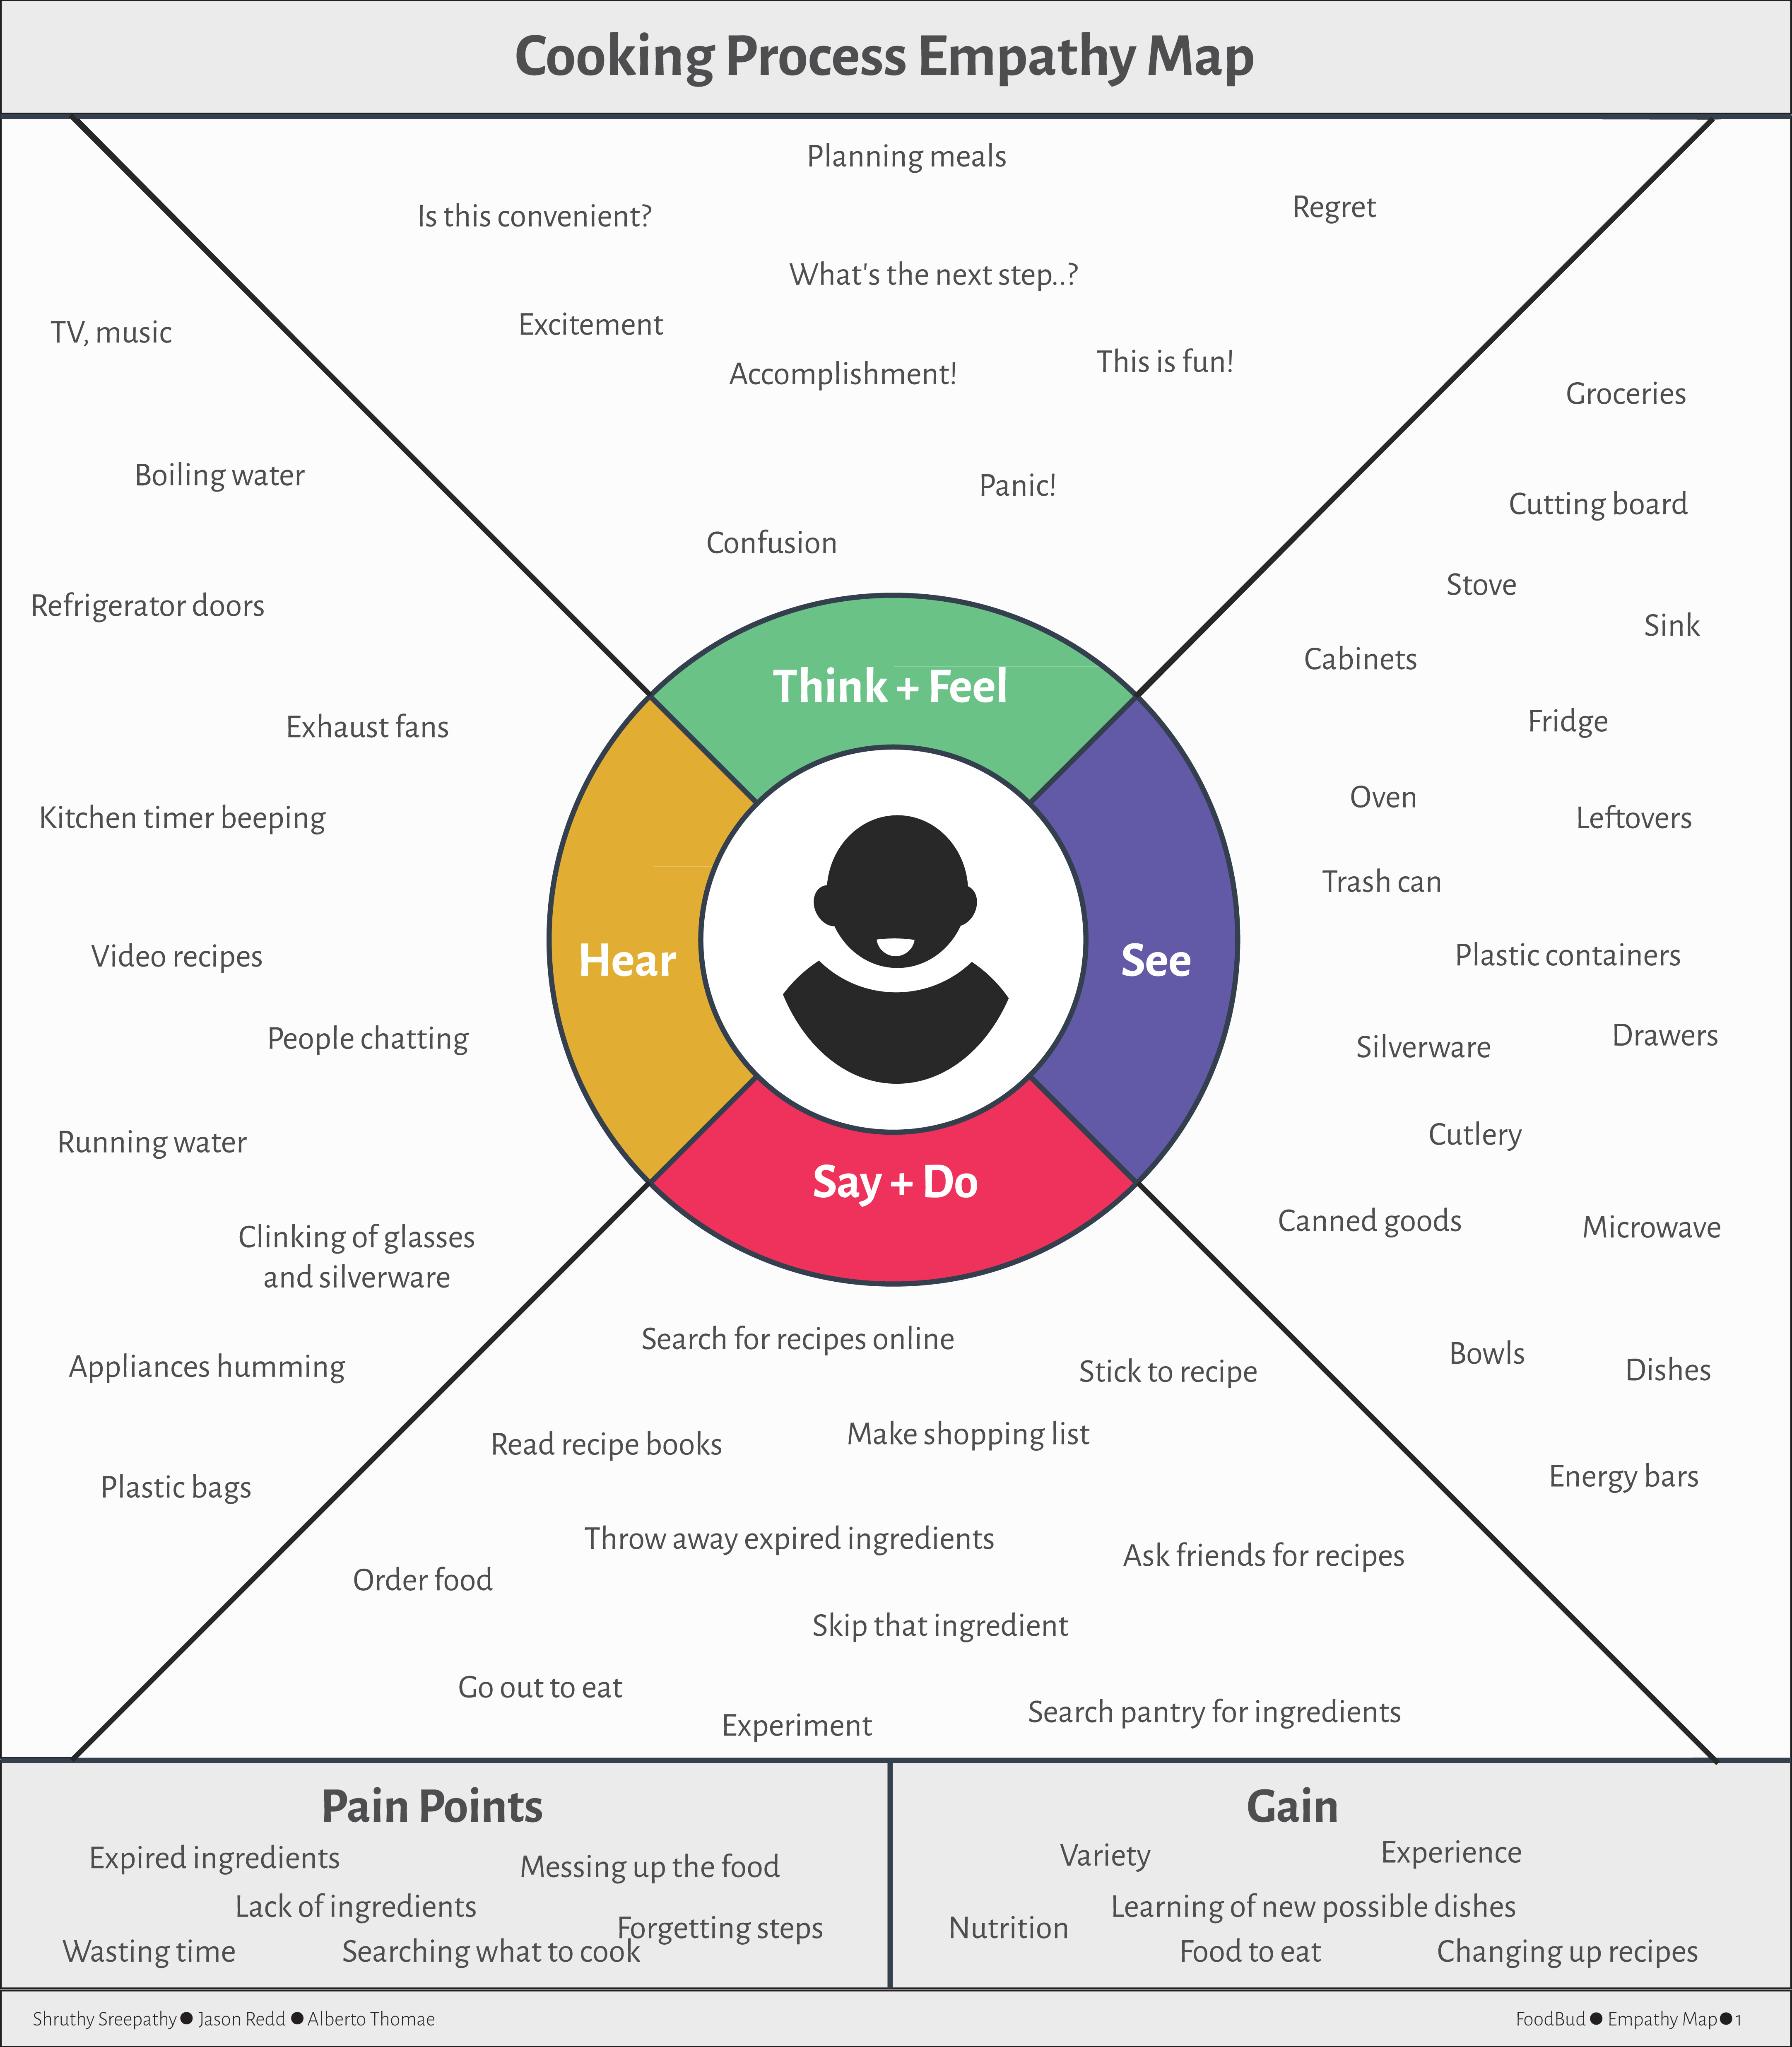 Cooking Process Empathy Map
Planning meals
Is this convenient?
Regret
What's the next step..?
Excitement
Accomplishment!
This is fun!
Panic!
Confusion
Think + Feel
TV, music
Boiling water
Refrigerator doors
Exhaust fans
Kitchen timer beeping
Video recipes
People chatting
Running water
Clinking of glasses
and silverware
Appliances humming
Plastic bags
Hear
See
Groceries
Cutting board
Stove
Sink
Cabinets
Fridge
Oven
Leftovers
Trash can
Plastic containers
Silverware
Drawers
Cutlery
Canned goods
Microwave
Bowls
Dishes
Energy bars
Say + Do
Search for recipes online
Stick to recipe
Read recipe books
Make shopping list
Throw away expired ingredients
Ask friends for recipes
Order food
Skip that ingredient
Go out to eat
Experiment
Search pantry for ingredients
Pain Points
Expired ingredients
Messing up the food
Lack of ingredients
Forgetting steps
Wasting time
Searching what to cook
Gain
Variety
Experience
Learning of new possible dishes
Nutrition
Food to eat
Changing up recipes
Shruthy Sreepathy ● Jason Redd ● Alberto Thomae
FoodBud ● Empathy Map ● 1